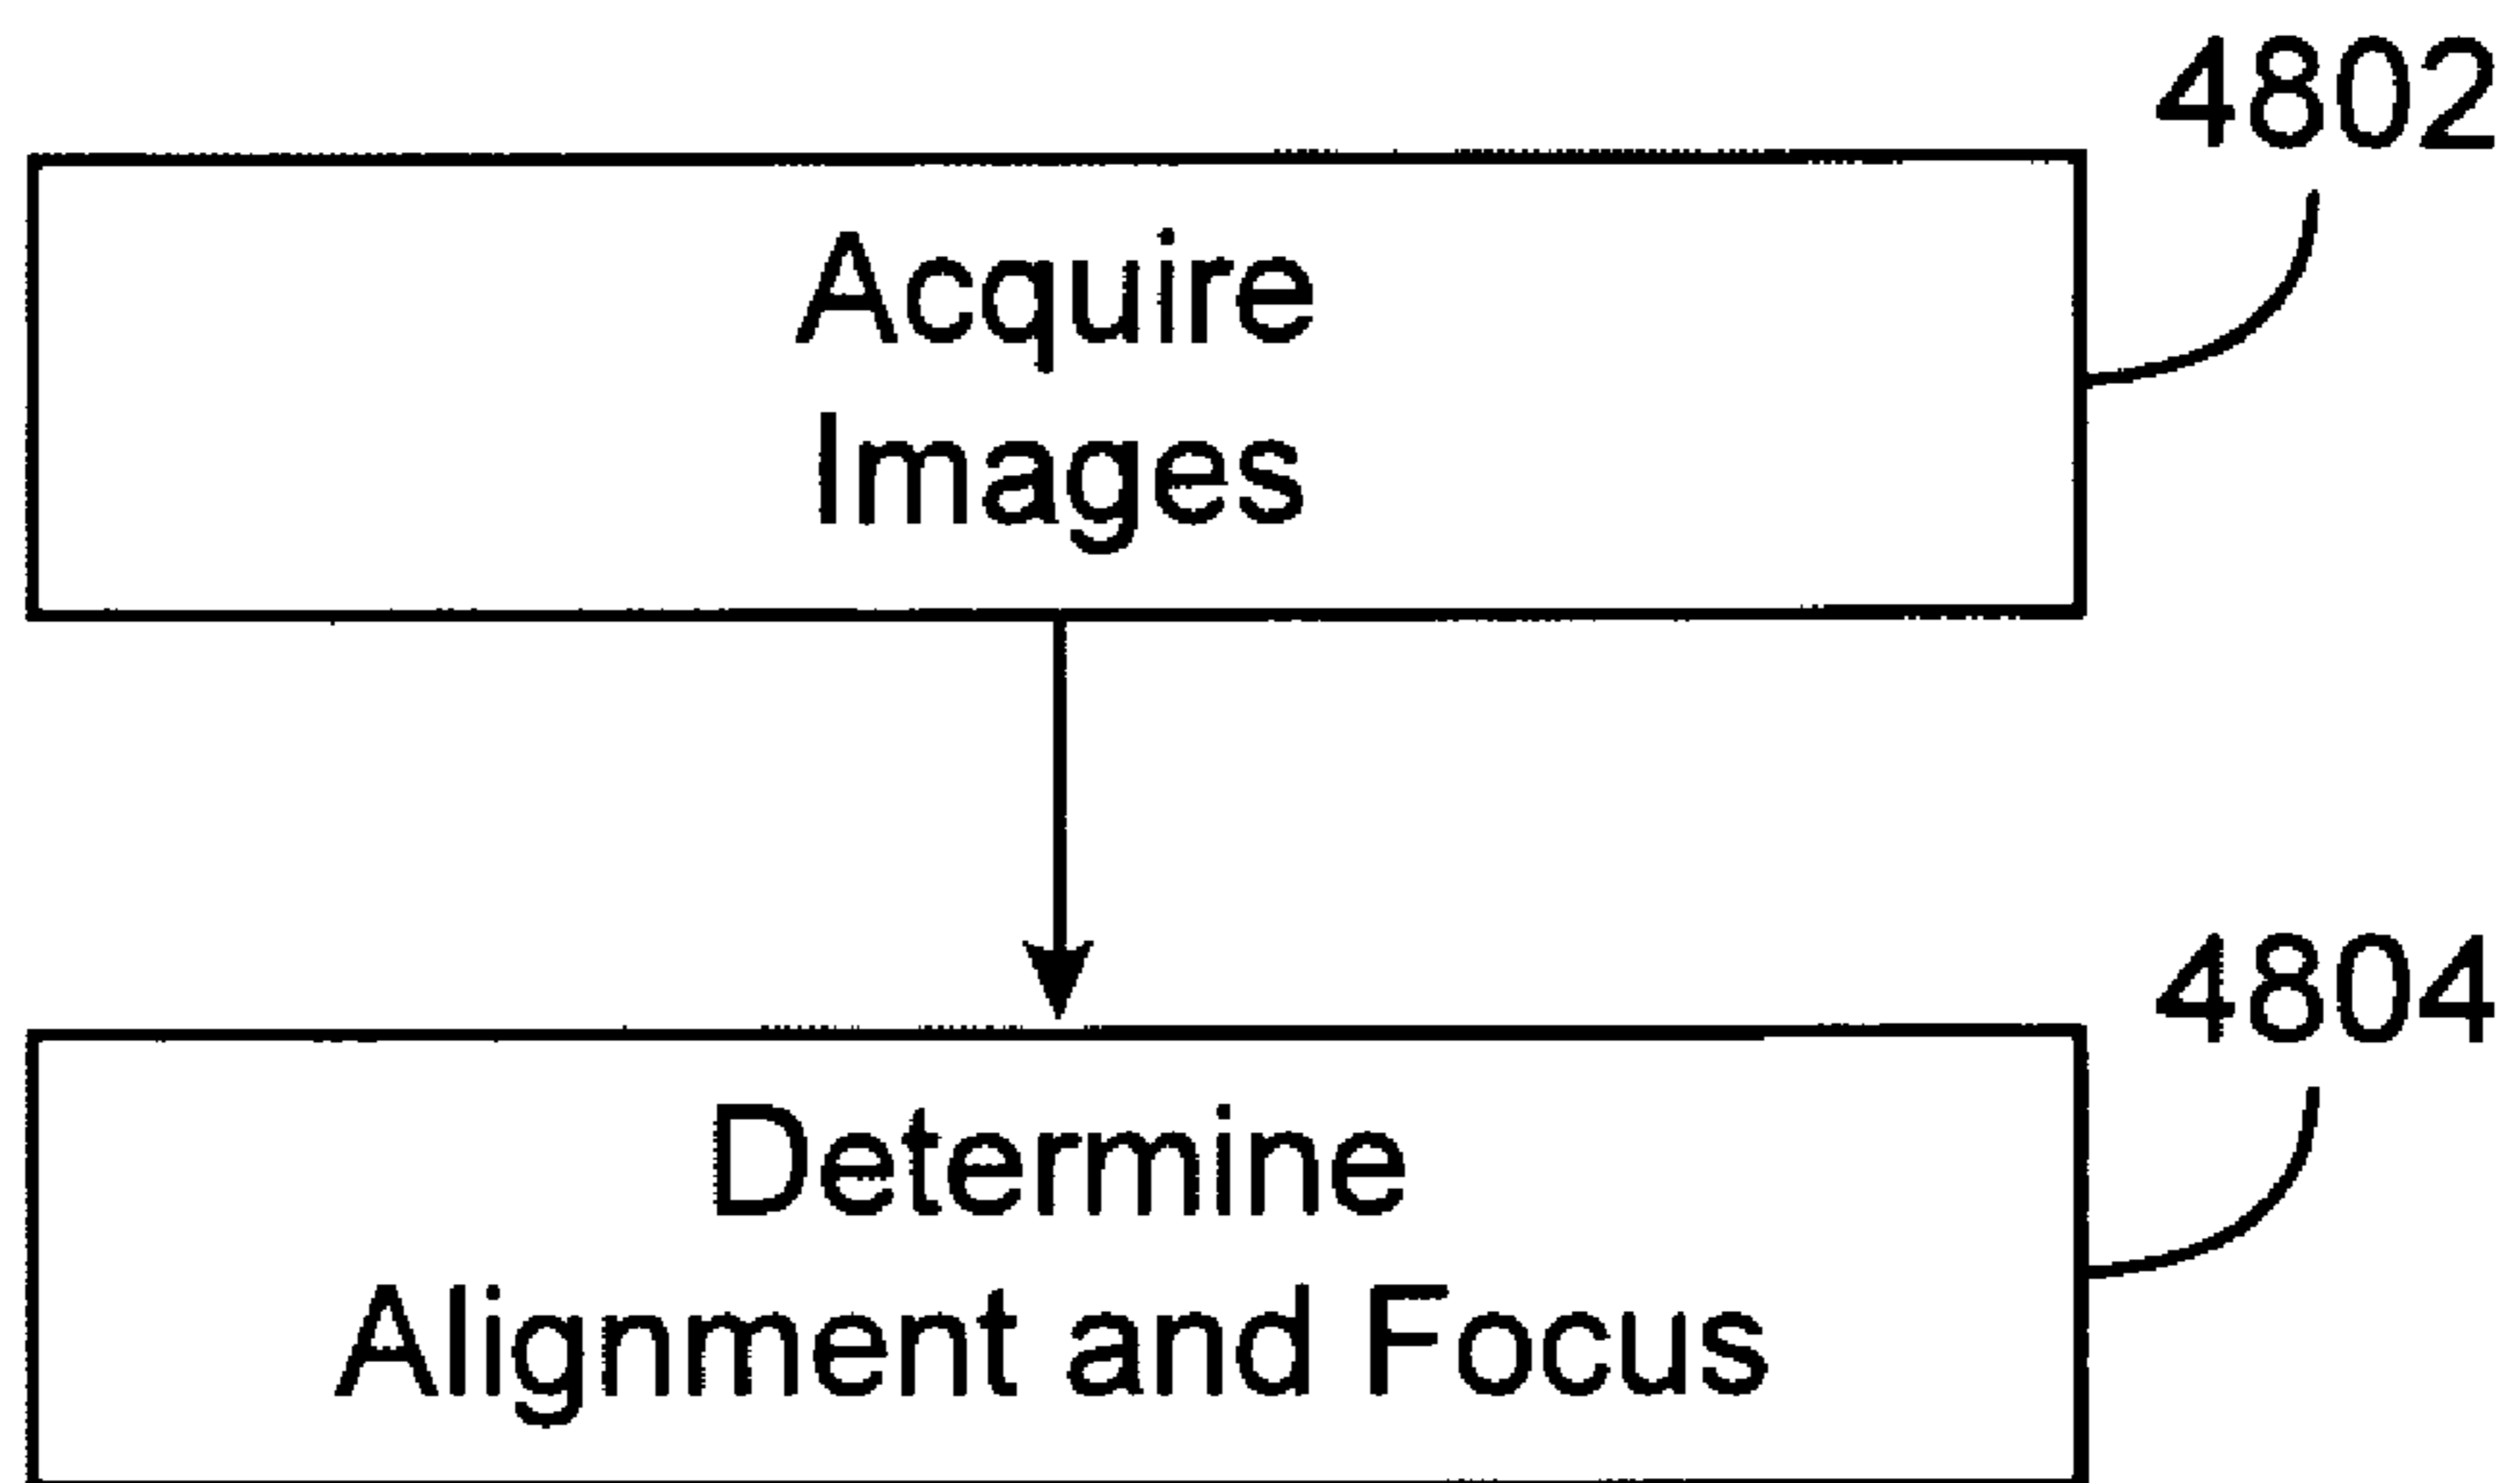 4802
Acquire
Images
4804
Determine
Alignment and Focus